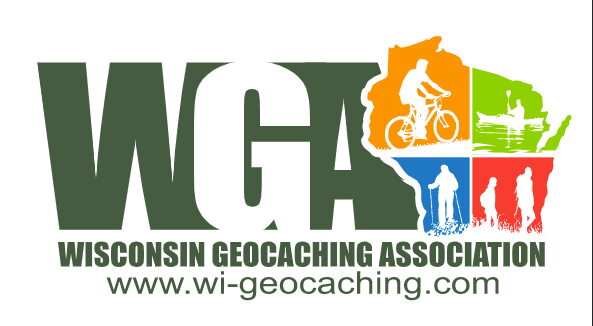 WGA
WISCONSIN GEOCACHING ASSOCIATION
www.wi-geocaching.com